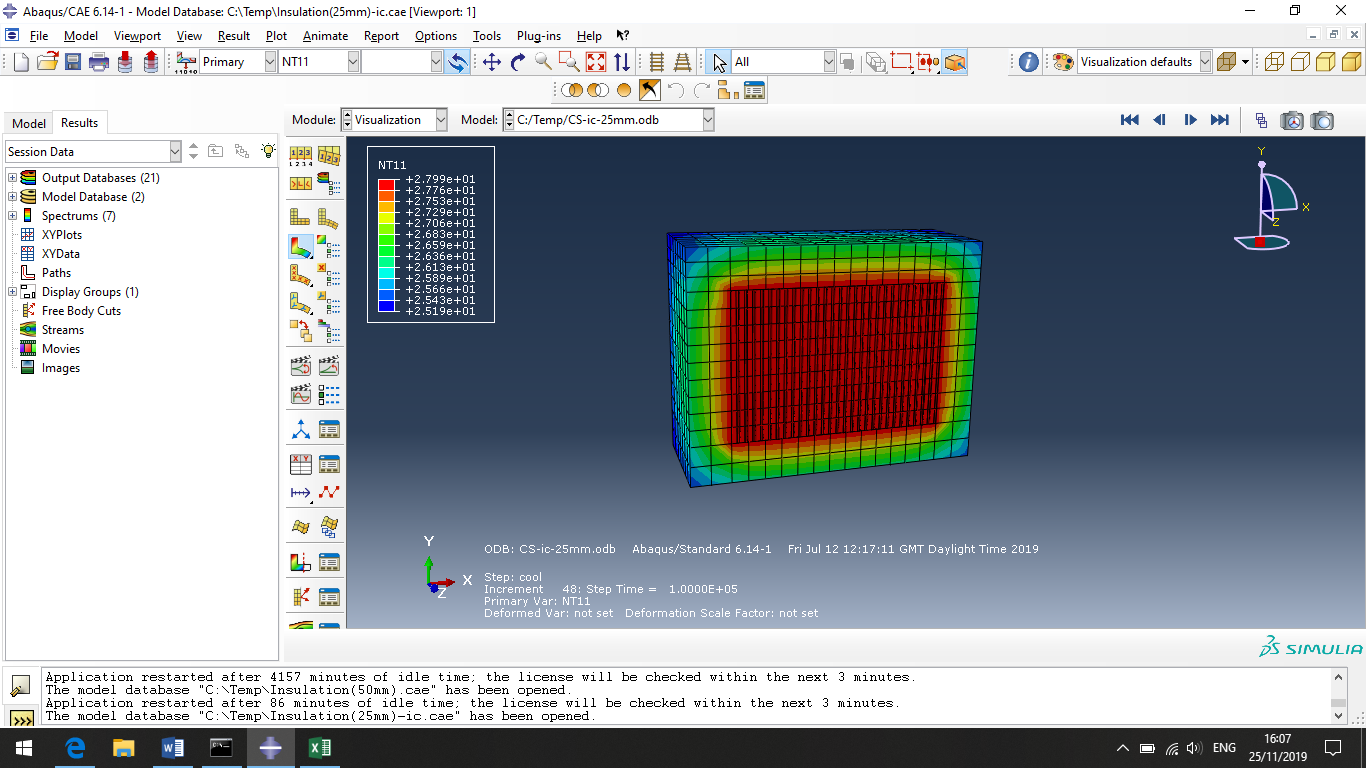 Abaqus/CAE 6.14-1 - Model Database: C:\Temp\Insulation(25mm)-ic.cae [Viewport: 1]
File Model Viewport View Result Plot Animate Report Options Tools Plug-ins Help
Primary NT11 All Visualization defaults
Model Results
Module: Visualization Model: C:/Temp/CS-ic-25mm.odb
Session Data
Output Databases (21)
Model Database (2)
Spectrums (7)
XYPlots
XYData
Paths
Display Groups (1)
Free Body Cuts
Streams
Movies
Images
NT11
+2.799e+01
+2.776e+01
+2.753e+01
+2.729e+01
+2.706e+01
+2.683e+01
+2.659e+01
+2.636e+01
+2.613e+01
+2.589e+01
+2.566e+01
+2.543e+01
+2.519e+01
Y
X
Z
Y
X
Z
ODB: CS-ic-25mm.odb Abaqus/Standard 6.14-1 Fri Jul 12 12:17:11 GMT Daylight Time 2019
Step: cool
Increment 48: Step Time = 1.0000E+05
Primary Var: NT11
Deformed Var: not set Deformation Scale Factor: not set
SIMULIA
Application restarted after 4157 minutes of idle time; the license will be checked within the next 3 minutes.
The model database "C:\Temp\Insulation(50mm).cae" has been opened.
Application restarted after 86 minutes of idle time; the license will be checked within the next 3 minutes.
The model database "C:\Temp\Insulation(25mm)-ic.cae" has been opened.
ENG
16:07
25/11/2019